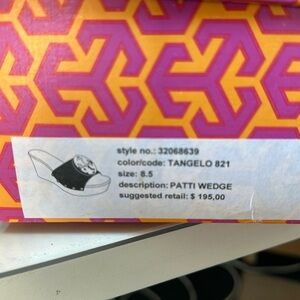 style no.: 32068639
color/code: TANGELO 821
size: 8.5
description: PATTI WEDGE
suggested retail: $ 195,00